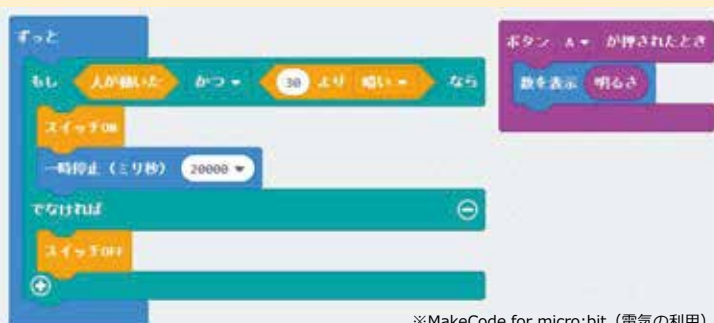 ずっと
もし 人が動いた かつ 30 より 暗い なら
スイッチON
一時停止（ミリ秒） 20000
でなければ
スイッチOFF
ボタン A が押されたとき
数を表示 明るさ
※MakeCode for micro:bit（電気の利用）